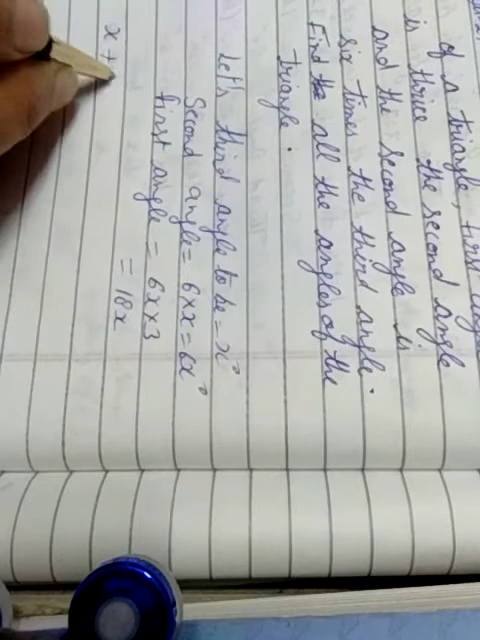 of a triangle, first angle
is thrice the second angle
and the second angle is
six times the third angle.
Find the all the angles of the
triangle.
Let's third angle to be = x°
Second angle = 6×x = 6x°
first angle = 6x×3
= 18x
x +